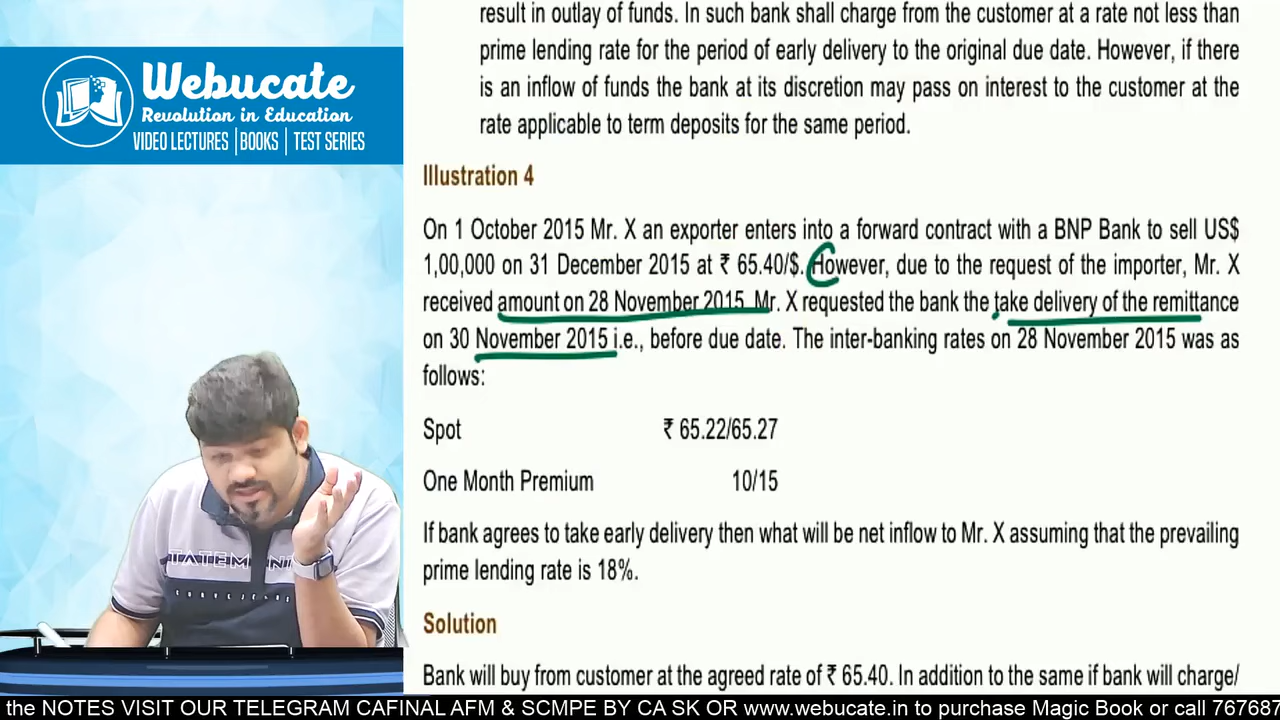 result in outlay of funds. In such bank shall charge from the customer at a rate not less than
prime lending rate for the period of early delivery to the original due date. However, if there
is an inflow of funds the bank at its discretion may pass on interest to the customer at the
rate applicable to term deposits for the same period.
Webucate
Revolution in Education
VIDEO LECTURES | BOOKS | TEST SERIES
Illustration 4
On 1 October 2015 Mr. X an exporter enters into a forward contract with a BNP Bank to sell US$
1,00,000 on 31 December 2015 at ₹ 65.40/$. However, due to the request of the importer, Mr. X
received amount on 28 November 2015. Mr. X requested the bank the take delivery of the remittance
on 30 November 2015 i.e., before due date. The inter-banking rates on 28 November 2015 was as
follows:
Spot ₹ 65.22/65.27
One Month Premium 10/15
If bank agrees to take early delivery then what will be net inflow to Mr. X assuming that the prevailing
prime lending rate is 18%.
Solution
Bank will buy from customer at the agreed rate of ₹ 65.40. In addition to the same if bank will charge/
TATEM NT
the NOTES VISIT OUR TELEGRAM CAFINAL AFM & SCMPE BY CA SK OR www.webucate.in to purchase Magic Book or call 767687